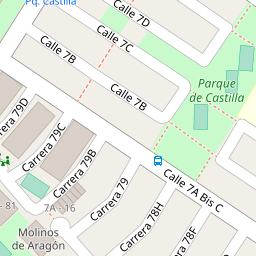 Pq. Castilla
Calle 7D
Calle 7C
Calle 7B
Calle 7B
Parque
de Castilla
Carrera 79D
Carrera 79C
Carrera 79B
Carrera 79
Calle 7A Bis C
Carrera 78H
Carrera 78F
- 81
7A - 16
Molinos
de Aragón